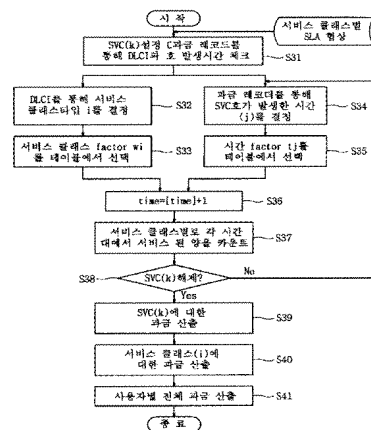 시 작
서비스 클래스별
SLA 협상
SVC(k)설정 C과금 레코드를
통해 DLCI와 호 발생시간 체크
S31
DLCI를 통해 서비스
클래스타입 i를 결정
S32
과금 레코더를 통해
SVC호가 발생한 시간
(j)를 결정
S34
서비스 클래스 factor wi
를 테이블에서 선택
S33
시간 factor tj를
테이블에서 선택
S35
time=[time]+1
S36
서비스 클래스별로 각 시간
대에서 서비스 된 양을 카운트
S37
S38
SVC(k)해제?
No
Yes
SVC(k)에 대한
과금 산출
S39
서비스 클래스(i)에
대한 과금 산출
S40
사용자별 전체 과금 산출
S41
종 료